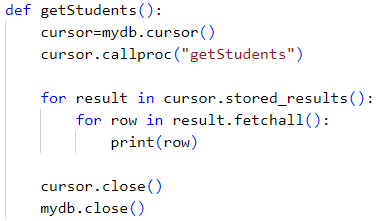 def getStudents():
    cursor=mydb.cursor()
    cursor.callproc("getStudents")

    for result in cursor.stored_results():
        for row in result.fetchall():
            print(row)

    cursor.close()
    mydb.close()